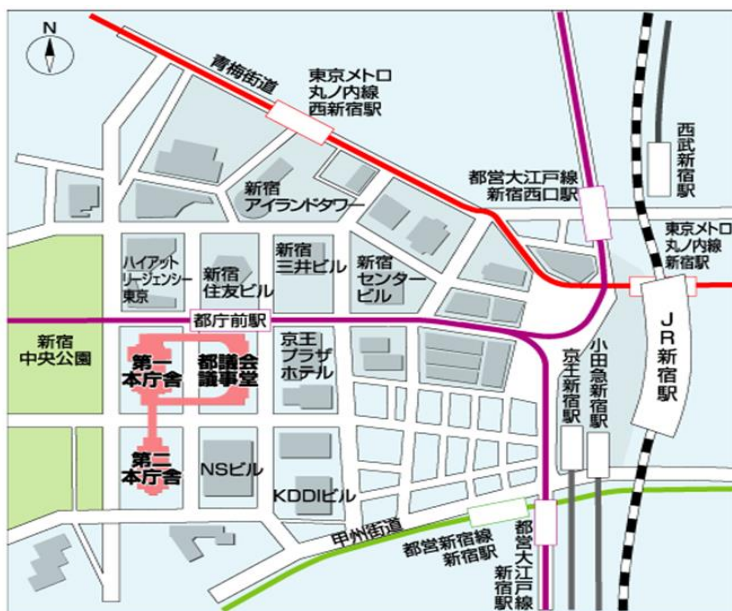 N
青梅街道
東京メトロ
丸ノ内線
西新宿駅
西武新宿駅
都営大江戸線
新宿西口駅
新宿
アイランドタワー
東京メトロ
丸ノ内線
新宿駅
ハイアット
リージェンシー
東京
新宿
住友ビル
新宿
三井ビル
新宿
センター
ビル
都庁前駅
JR新宿駅
新宿
中央公園
第一
本庁舎
都議会
議事堂
京王
プラザ
ホテル
小田急新宿駅
京王新宿駅
第二
本庁舎
NSビル
KDDIビル
甲州街道
都営新宿線
新宿駅
都営大江戸線
新宿駅